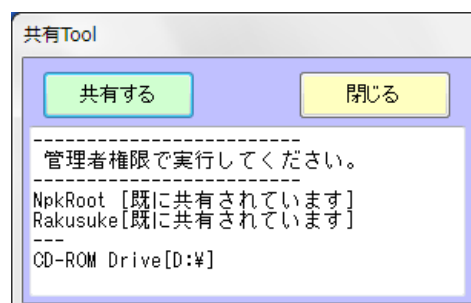 共有Tool
共有する
閉じる
-------------------------
管理者権限で実行してください。
-------------------------
NpkRoot [既に共有されています]
Rakusuke[既に共有されています]
---
CD-ROM Drive[D:¥]